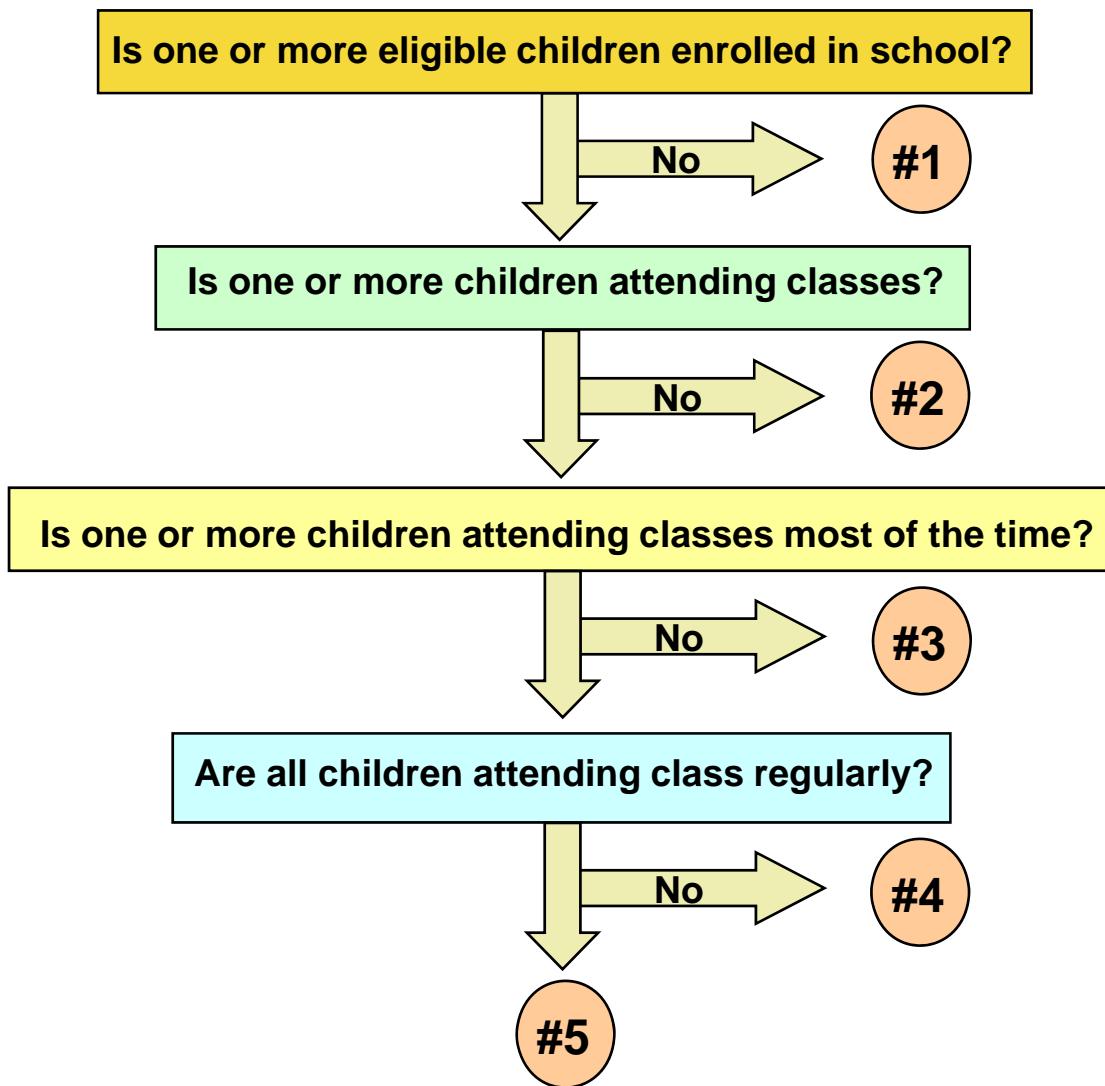 Is one or more eligible children enrolled in school?
No
#1
Is one or more children attending classes?
No
#2
Is one or more children attending classes most of the time?
No
#3
Are all children attending class regularly?
No
#4
#5